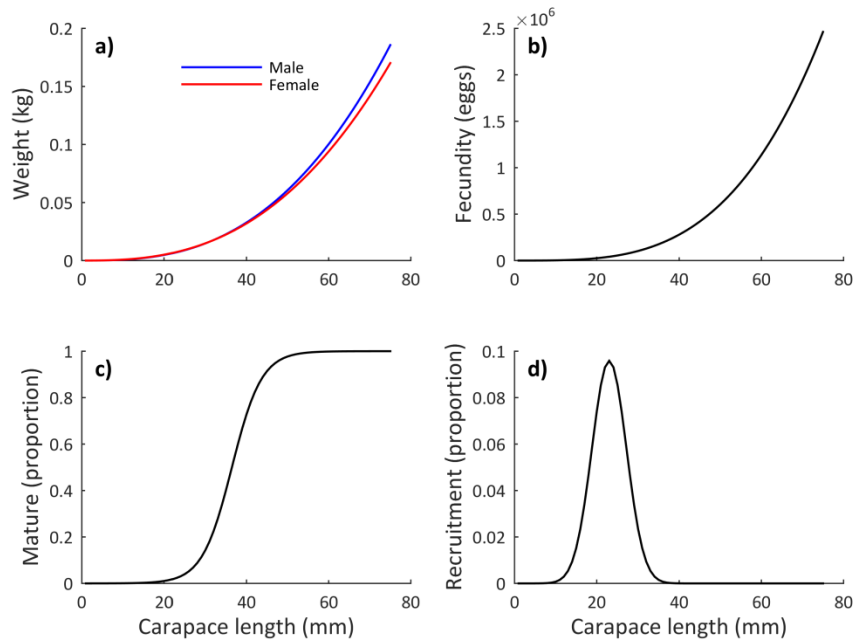 a)
Weight (kg)
0.2
0.15
0.1
0.05
0
0 20 40 60 80
Male
Female
b)
× 10^6
Fecundity (eggs)
2.5
2
1.5
1
0.5
0
0 20 40 60 80
c)
Mature (proportion)
1
0.8
0.6
0.4
0.2
0
0 20 40 60 80
Carapace length (mm)
d)
Recruitment (proportion)
0.1
0.08
0.06
0.04
0.02
0
0 20 40 60 80
Carapace length (mm)